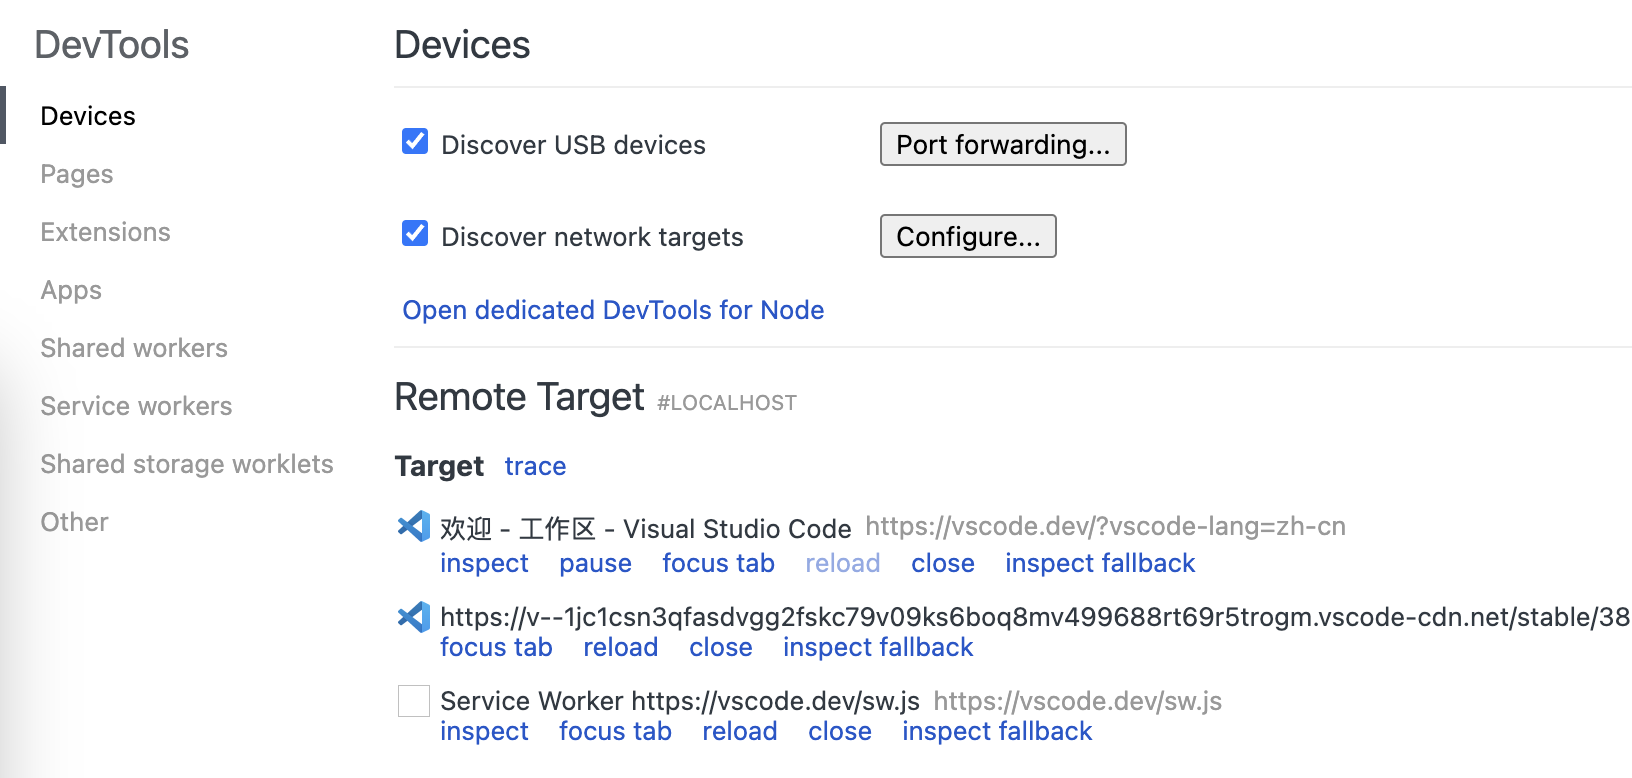 DevTools
Devices
Pages
Extensions
Apps
Shared workers
Service workers
Shared storage worklets
Other
Devices
Discover USB devices
Port forwarding...
Discover network targets
Configure...
Open dedicated DevTools for Node
Remote Target #LOCALHOST
Target trace
欢迎 - 工作区 - Visual Studio Code https://vscode.dev/?vscode-lang=zh-cn
inspect pause focus tab reload close inspect fallback
https://v--1jc1csn3qfasdvgg2fskc79v09ks6boq8mv499688rt69r5trogm.vscode-cdn.net/stable/38
focus tab reload close inspect fallback
Service Worker https://vscode.dev/sw.js https://vscode.dev/sw.js
inspect focus tab reload close inspect fallback